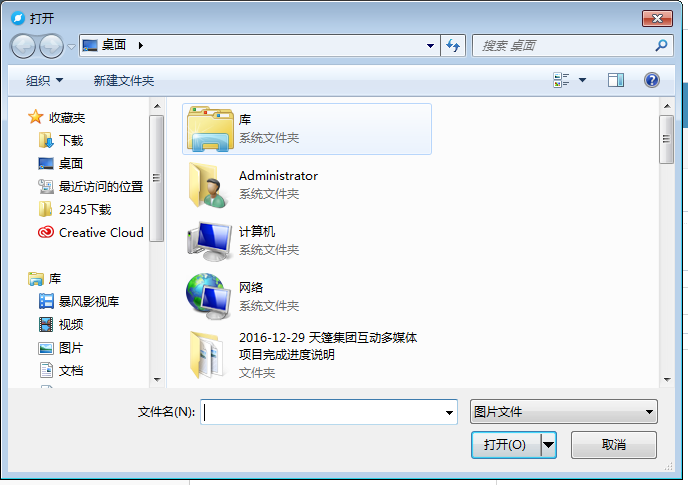 打开
桌面
搜索 桌面
组织
新建文件夹
收藏夹
下载
桌面
最近访问的位置
2345下载
Creative Cloud
库
暴风影视库
视频
图片
文档
库
系统文件夹
Administrator
系统文件夹
计算机
系统文件夹
网络
系统文件夹
2016-12-29 天篷集团互动多媒体
项目完成进度说明
文件夹
文件名(N):
图片文件
打开(O)
取消